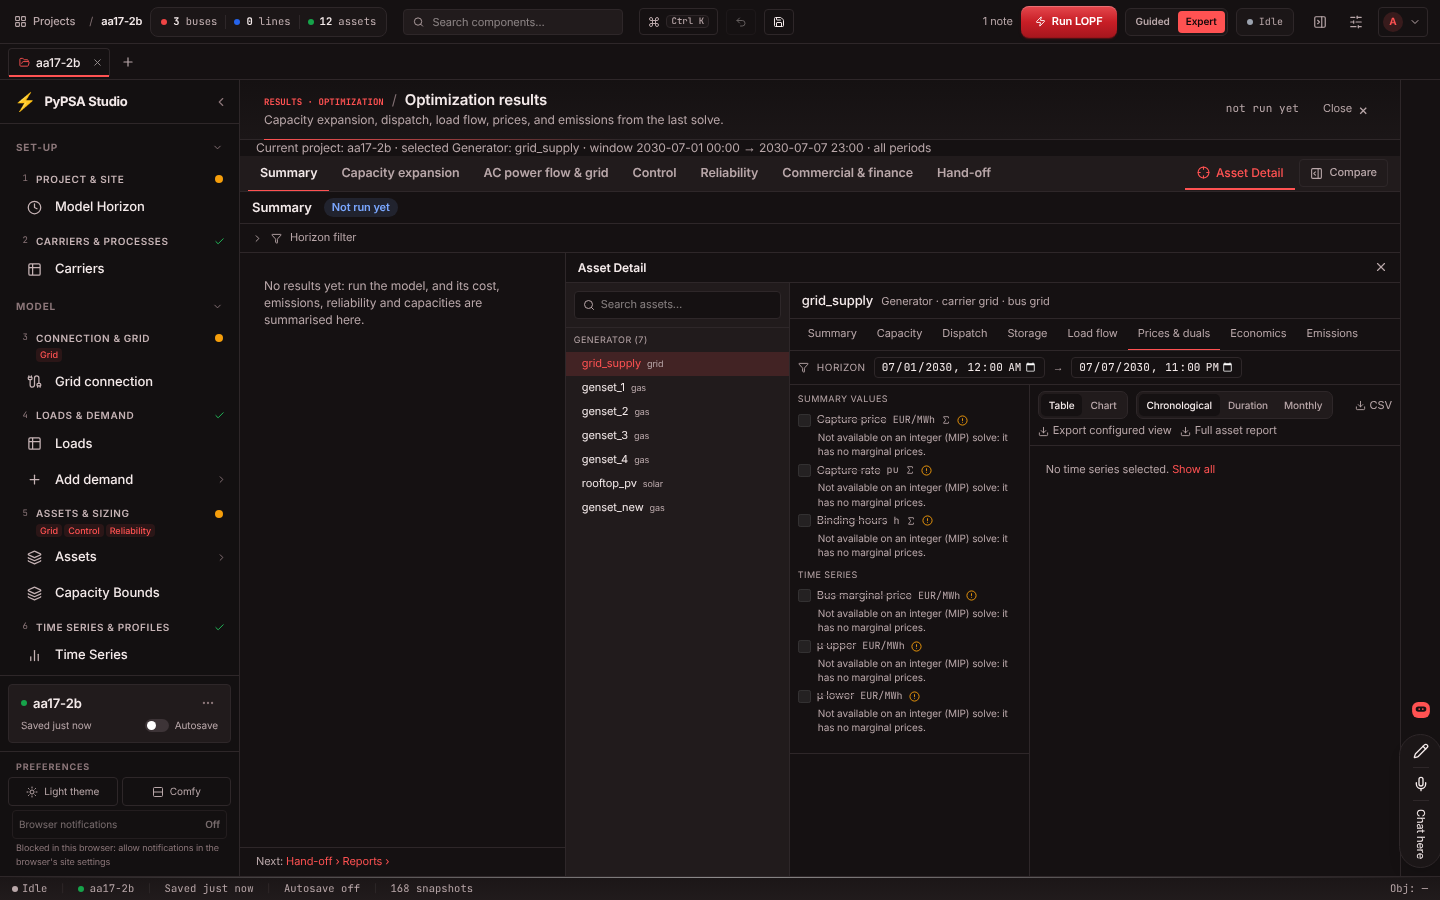 Projects / aa17-2b
3 buses 0 lines 12 assets
Search components...
⌘ Ctrl K
1 note
Run LOPF
Guided Expert
Idle
A
aa17-2b × +
⚡ PyPSA Studio
SET-UP
1 PROJECT & SITE
Model Horizon
2 CARRIERS & PROCESSES
Carriers
MODEL
3 CONNECTION & GRID
Grid
Grid connection
4 LOADS & DEMAND
Loads
Add demand
5 ASSETS & SIZING
Grid Control Reliability
Assets
Capacity Bounds
6 TIME SERIES & PROFILES
Time Series
aa17-2b ...
Saved just now Autosave
PREFERENCES
Light theme Comfy
Browser notifications Off
Blocked in this browser: allow notifications in the
browser's site settings
RESULTS · OPTIMIZATION / Optimization results
Capacity expansion, dispatch, load flow, prices, and emissions from the last solve.
not run yet Close ×
Current project: aa17-2b · selected Generator: grid_supply · window 2030-07-01 00:00 → 2030-07-07 23:00 · all periods
Summary Capacity expansion AC power flow & grid Control Reliability Commercial & finance Hand-off
Asset Detail Compare
Summary Not run yet
Horizon filter
No results yet: run the model, and its cost,
emissions, reliability and capacities are
summarised here.
Next: Hand-off › Reports ›
Asset Detail ×
Search assets...
GENERATOR (7)
grid_supply grid
genset_1 gas
genset_2 gas
genset_3 gas
genset_4 gas
rooftop_pv solar
genset_new gas
grid_supply Generator · carrier grid · bus grid
Summary Capacity Dispatch Storage Load flow Prices & duals Economics Emissions
HORIZON 07/01/2030, 12:00 AM → 07/07/2030, 11:00 PM
SUMMARY VALUES
Capture price EUR/MWh Σ
Not available on an integer (MIP) solve: it
has no marginal prices.
Capture rate pu Σ
Not available on an integer (MIP) solve: it
has no marginal prices.
Binding hours h Σ
Not available on an integer (MIP) solve: it
has no marginal prices.
TIME SERIES
Bus marginal price EUR/MWh
Not available on an integer (MIP) solve: it
has no marginal prices.
μ upper EUR/MWh
Not available on an integer (MIP) solve: it
has no marginal prices.
μ lower EUR/MWh
Not available on an integer (MIP) solve: it
has no marginal prices.
Table Chart Chronological Duration Monthly CSV
Export configured view Full asset report
No time series selected. Show all
Chat here
Idle aa17-2b Saved just now Autosave off 168 snapshots
Obj: —